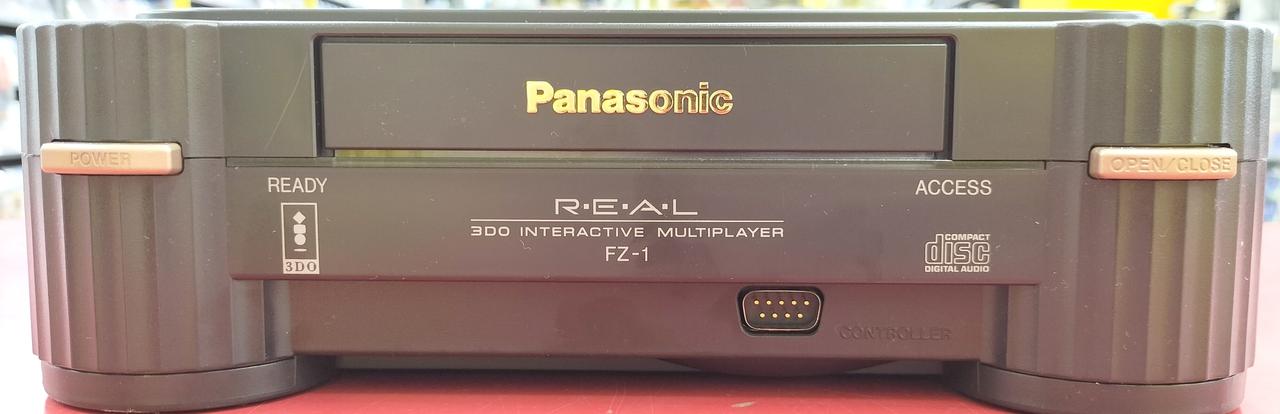 Panasonic
POWER
OPEN/CLOSE
READY
ACCESS
R·E·A·L
3DO INTERACTIVE MULTIPLAYER
FZ-1
3DO
COMPACT
disc
DIGITAL AUDIO
CONTROLLER